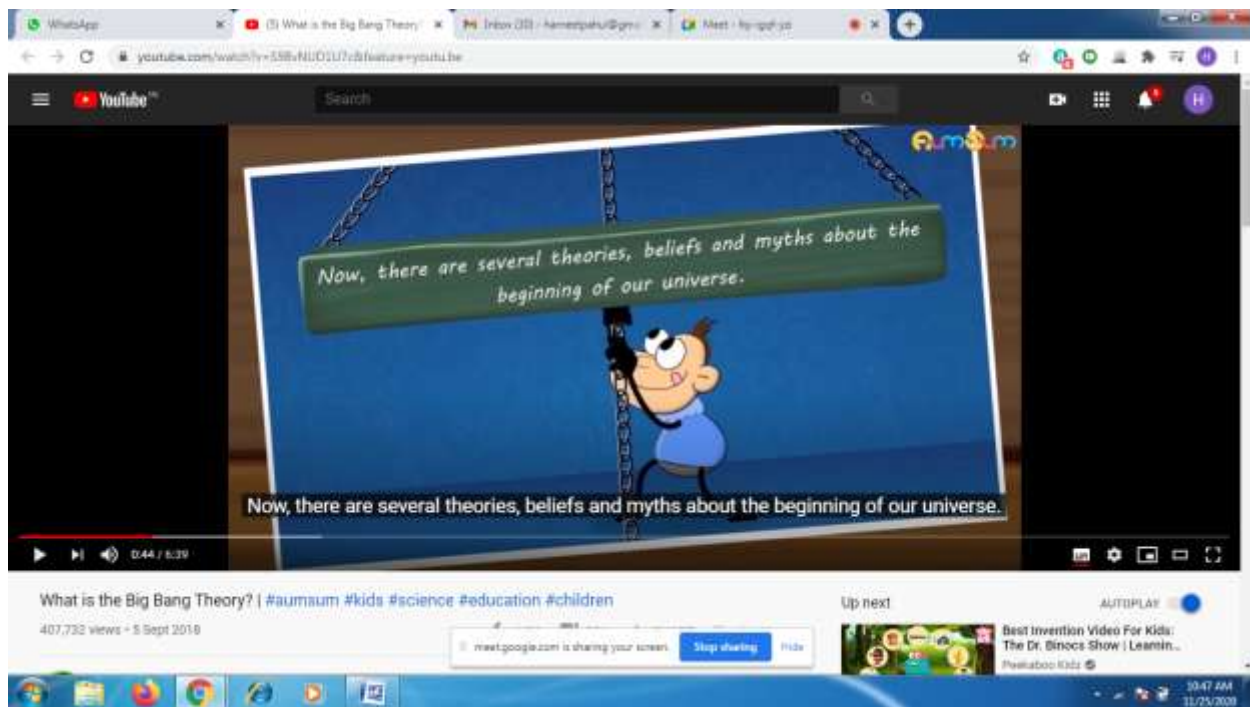 WhatsApp
(5) What is the Big Bang Theory?
Meet
YouTube
Search
H
AumSum
Now, there are several theories, beliefs and myths about the
beginning of our universe.
Now, there are several theories, beliefs and myths about the beginning of our universe.
0:44 / 6:39
What is the Big Bang Theory? | #aumsum #kids #science #education #children
407,732 views • 5 Sept 2018
Up next
AUTOPLAY
Best Invention Video For Kids:
The Dr. Binocs Show | Learnin...
Peekaboo Kidz
meet.google.com is sharing your screen.
Stop sharing
Hide
10:47 AM
11/25/2020